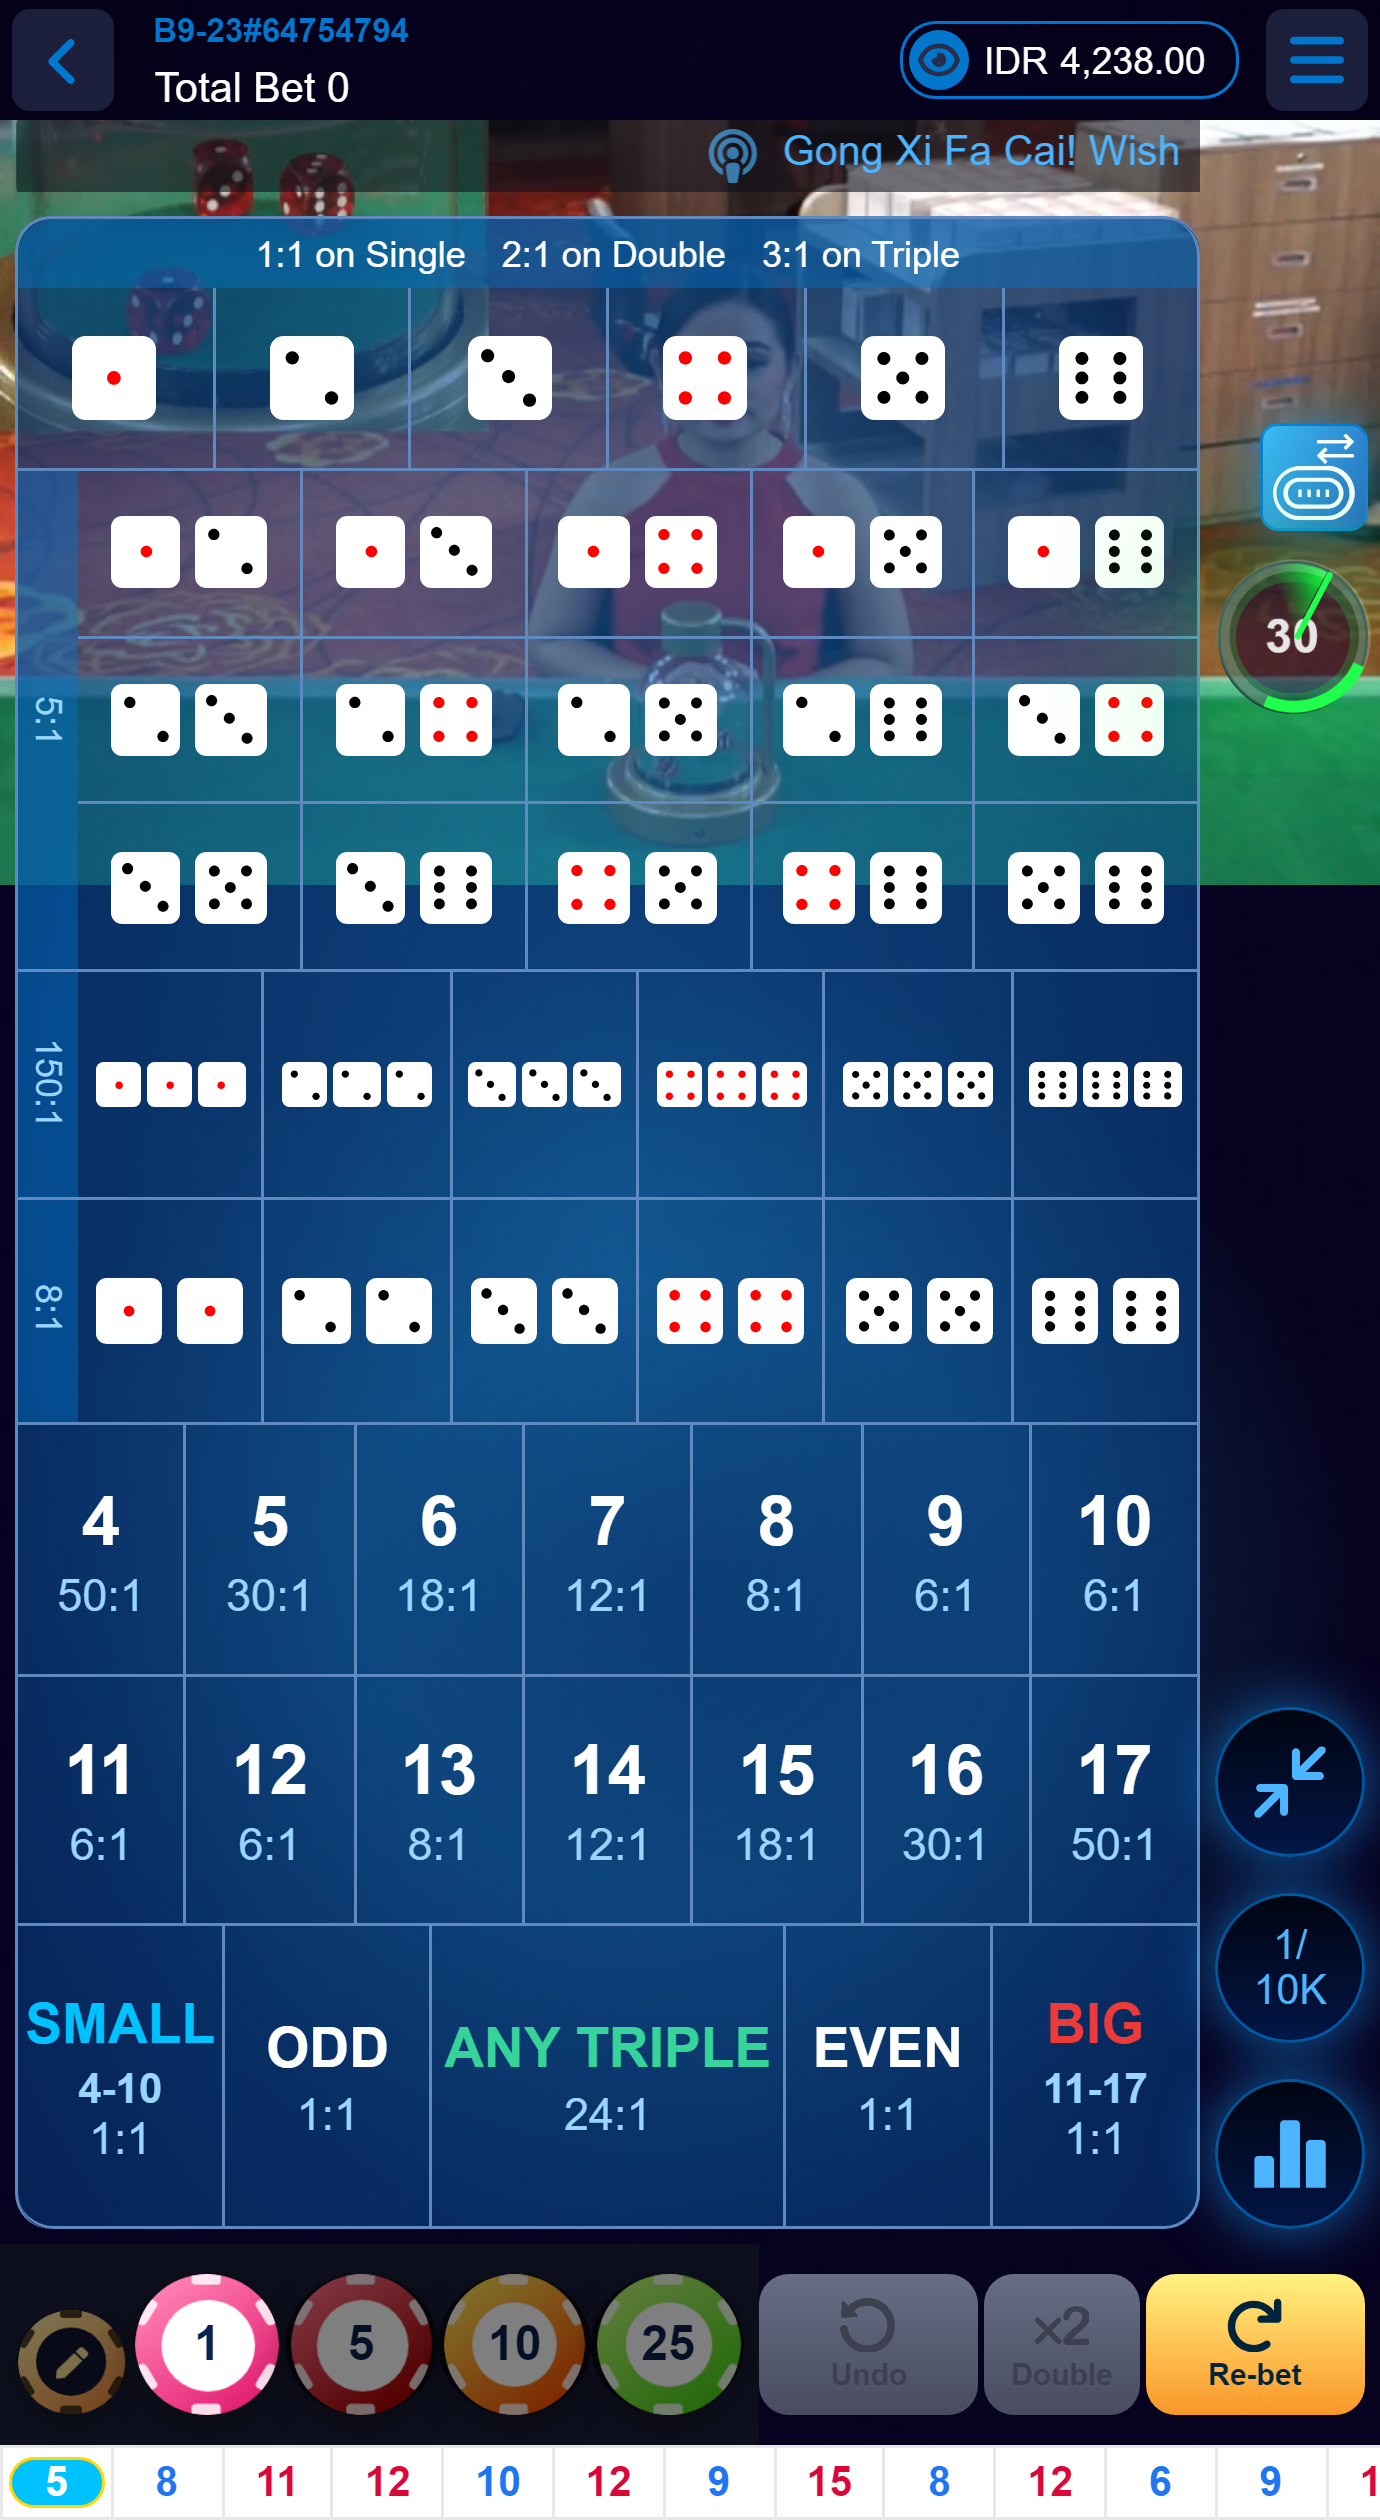 B9-23#64754794
Total Bet 0
IDR 4,238.00
Gong Xi Fa Cai! Wish
1:1 on Single 2:1 on Double 3:1 on Triple
30
5:1
150:1
8:1
4 5 6 7 8 9 10
50:1 30:1 18:1 12:1 8:1 6:1 6:1
11 12 13 14 15 16 17
6:1 6:1 8:1 12:1 18:1 30:1 50:1
SMALL
4-10
1:1
ODD
1:1
ANY TRIPLE
24:1
EVEN
1:1
BIG
11-17
1:1
1/
10K
1 5 10 25
Undo
x2
Double
Re-bet
5 8 11 12 10 12 9 15 8 12 6 9